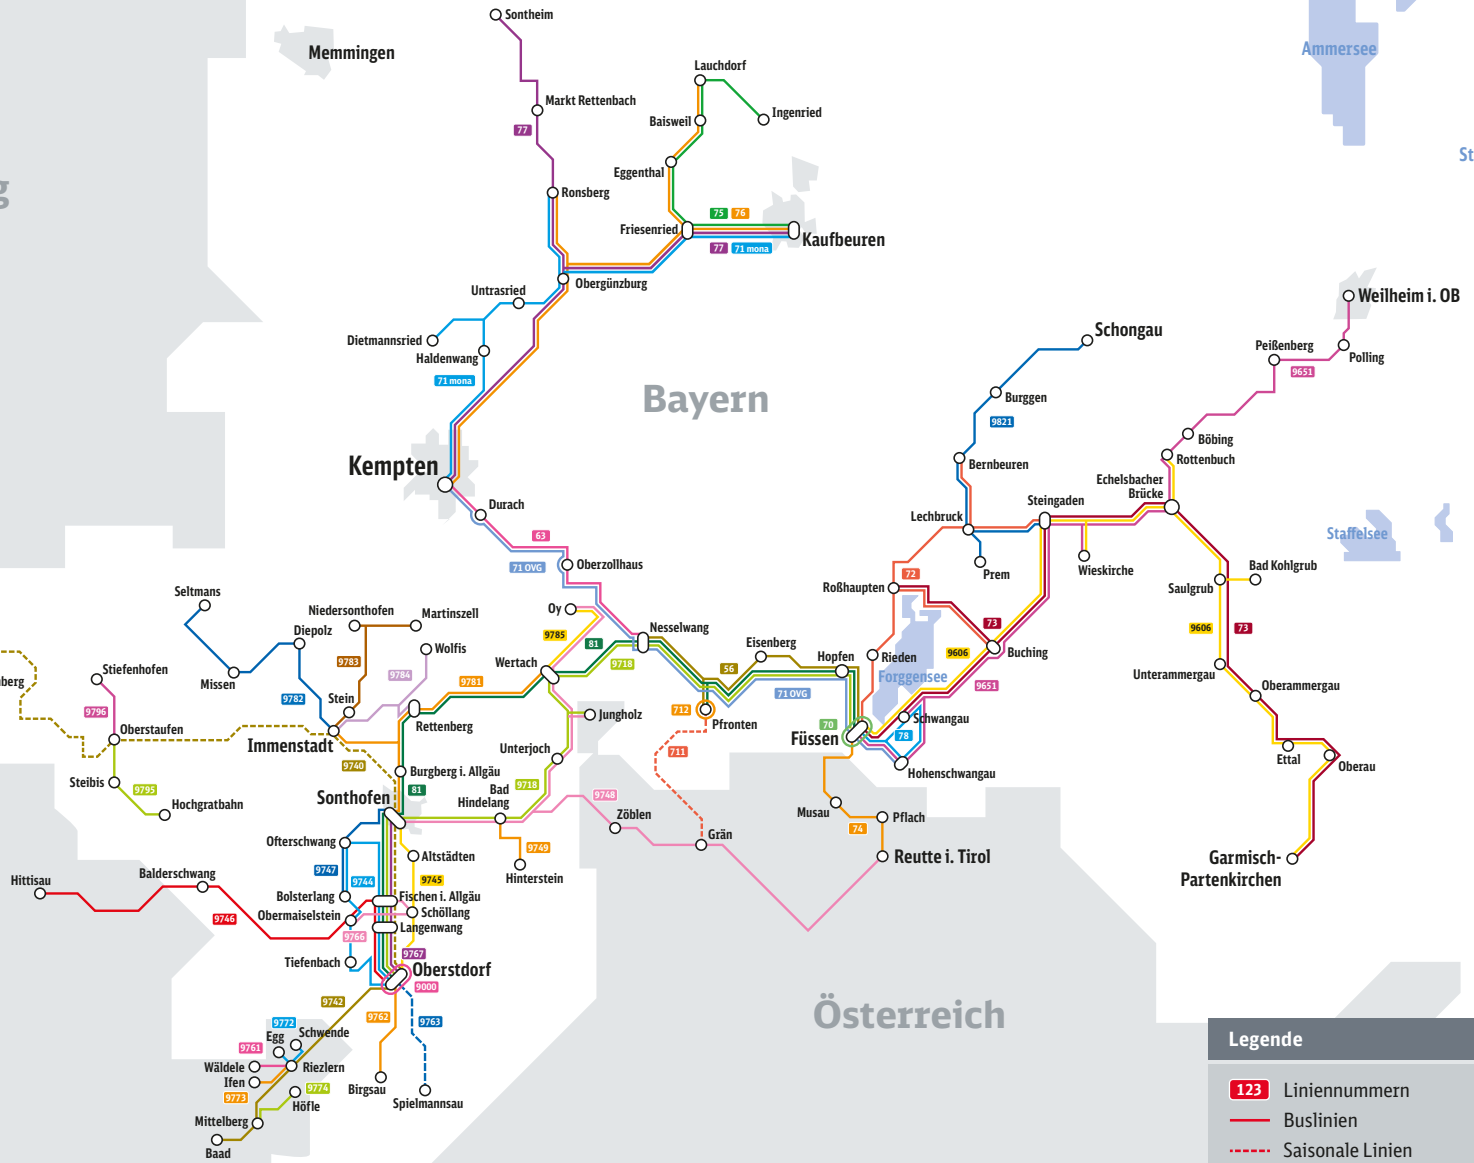 Sontheim
Memmingen
Ammersee
Lauchdorf
Markt Rettenbach
Ingenried
Baisweil
77
St
Eggenthal
g
Ronsberg
75
76
Friesenried
Kaufbeuren
77
71 mona
Obergünzburg
Untrasried
Weilheim i. OB
Schongau
Dietmannsried
Haldenwang
Peißenberg
Polling
9651
71 mona
Bayern
Burggen
9821
Böbing
Rottenbuch
Kempten
Bernbeuren
Echelsbacher
Brücke
Durach
Steingaden
Lechbruck
63
Staffelsee
71 OVG
Oberzollhaus
Prem
Wieskirche
Bad Kohlgrub
72
Roßhaupten
Saulgrub
Seltmans
Niedersonthofen
Martinszell
Oy
Nesselwang
73
9606
73
Diepolz
9785
81
9718
Eisenberg
9606
Buching
Wolfis
9783
9784
Wertach
56
Hopfen
Rieden
Forggensee
Unterammergau
Stiefenhofen
nberg
Missen
9782
9781
71 OVG
9651
Oberammergau
9796
Stein
712
Pfronten
Jungholz
Schwangau
Oberstaufen
Rettenberg
70
Füssen
78
Immenstadt
711
Unterjoch
Ettal
Oberau
9740
Burgberg i. Allgäu
Hohenschwangau
Steibis
9795
81
9718
Hochgratbahn
Sonthofen
Bad
Hindelang
9748
Zöblen
Musau
Pflach
74
Grän
Ofterschwang
9749
Altstädten
Reutte i. Tirol
Garmisch-
Partenkirchen
9747
9744
9745
Hinterstein
Hittisau
Balderschwang
Bolsterlang
Fischen i. Allgäu
9746
Obermaiselstein
Schöllang
9766
Langenwang
Tiefenbach
9767
Oberstdorf
9000
9742
9762
9763
Österreich
9772
Egg
Schwende
9761
Legende
Wäldele
Riezlern
Ifen
9774
Birgsau
123
Liniennummern
9773
Höfle
Spielmannsau
Mittelberg
Buslinien
Baad
Saisonale Linien